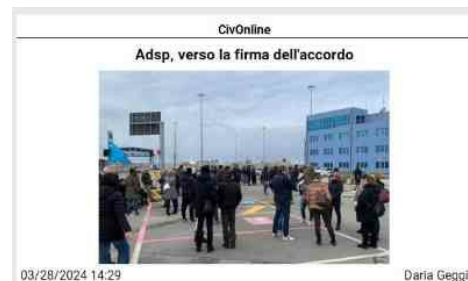 CivOnline
Adsp, verso la firma dell'accordo
03/28/2024 14:29
Daria Geggi